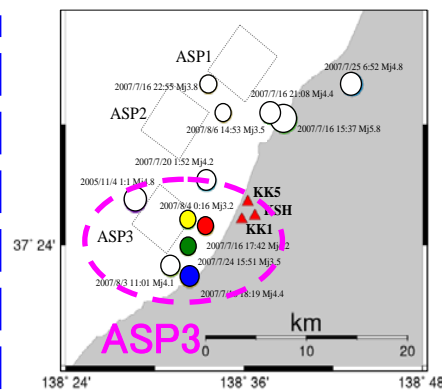 ASP1
2007/7/25 6:52 Mj4.8
2007/7/16 22:55 Mj3.8
2007/7/16 21:08 Mj4.4
ASP2
2007/8/6 14:53 Mj3.5
2007/7/16 15:37 Mj5.8
2007/7/20 1:52 Mj4.2
2005/11/4 1:1 Mj4.8
KK5
2007/8/4 0:16 Mj3.2
KSH
KK1
ASP3
37˚24'
2007/7/16 17:42
2007/7/24 15:51 Mj3.5
2007/8/3 11:01 Mj4.1
18:19 Mj4.4
ASP3
km
0 5 10 20
138˚24'
138˚36'
138˚48